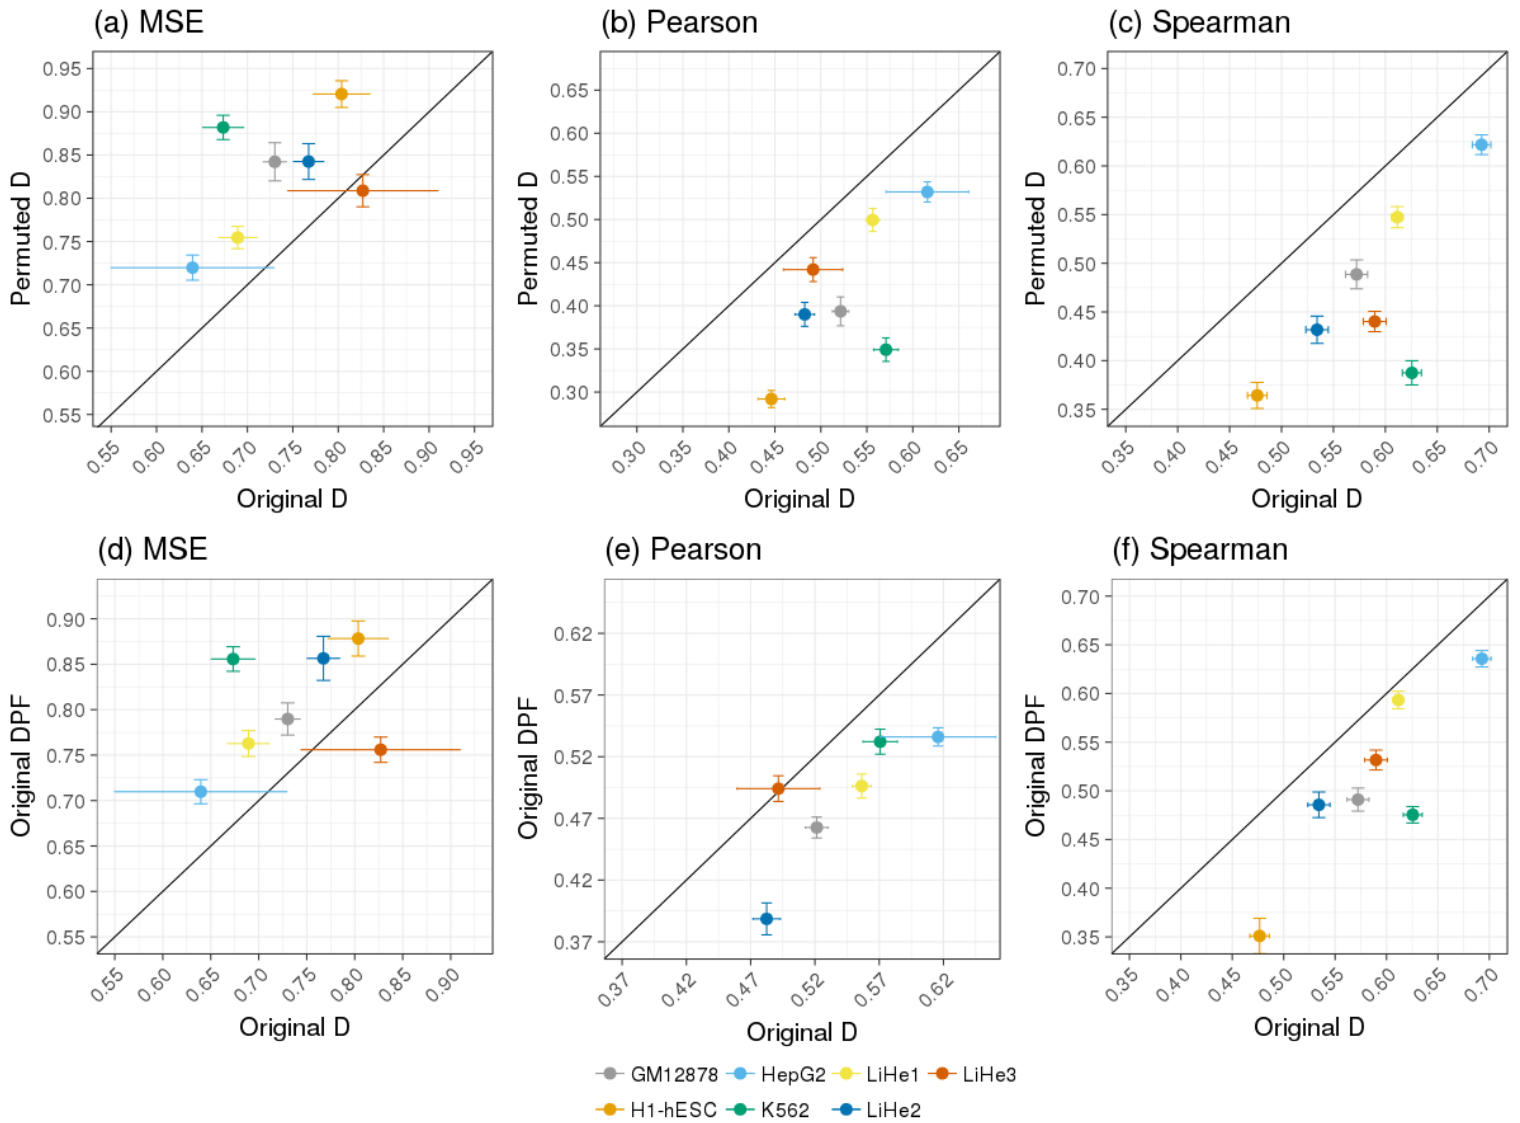 (a) MSE
Permuted D
0.95
0.90
0.85
0.80
0.75
0.70
0.65
0.60
0.55
0.55 0.60 0.65 0.70 0.75 0.80 0.85 0.90 0.95
Original D
(b) Pearson
Permuted D
0.65
0.60
0.55
0.50
0.45
0.40
0.35
0.30
0.30 0.35 0.40 0.45 0.50 0.55 0.60 0.65
Original D
(c) Spearman
Permuted D
0.70
0.65
0.60
0.55
0.50
0.45
0.40
0.35
0.35 0.40 0.45 0.50 0.55 0.60 0.65 0.70
Original D
(d) MSE
Original DPF
0.90
0.85
0.80
0.75
0.70
0.65
0.60
0.55
0.55 0.60 0.65 0.70 0.75 0.80 0.85 0.90
Original D
(e) Pearson
Original DPF
0.62
0.57
0.52
0.47
0.42
0.37
0.37 0.42 0.47 0.52 0.57 0.62
Original D
(f) Spearman
Original DPF
0.70
0.65
0.60
0.55
0.50
0.45
0.40
0.35
0.35 0.40 0.45 0.50 0.55 0.60 0.65 0.70
Original D
GM12878 HepG2 LiHe1 LiHe3
H1-hESC K562 LiHe2